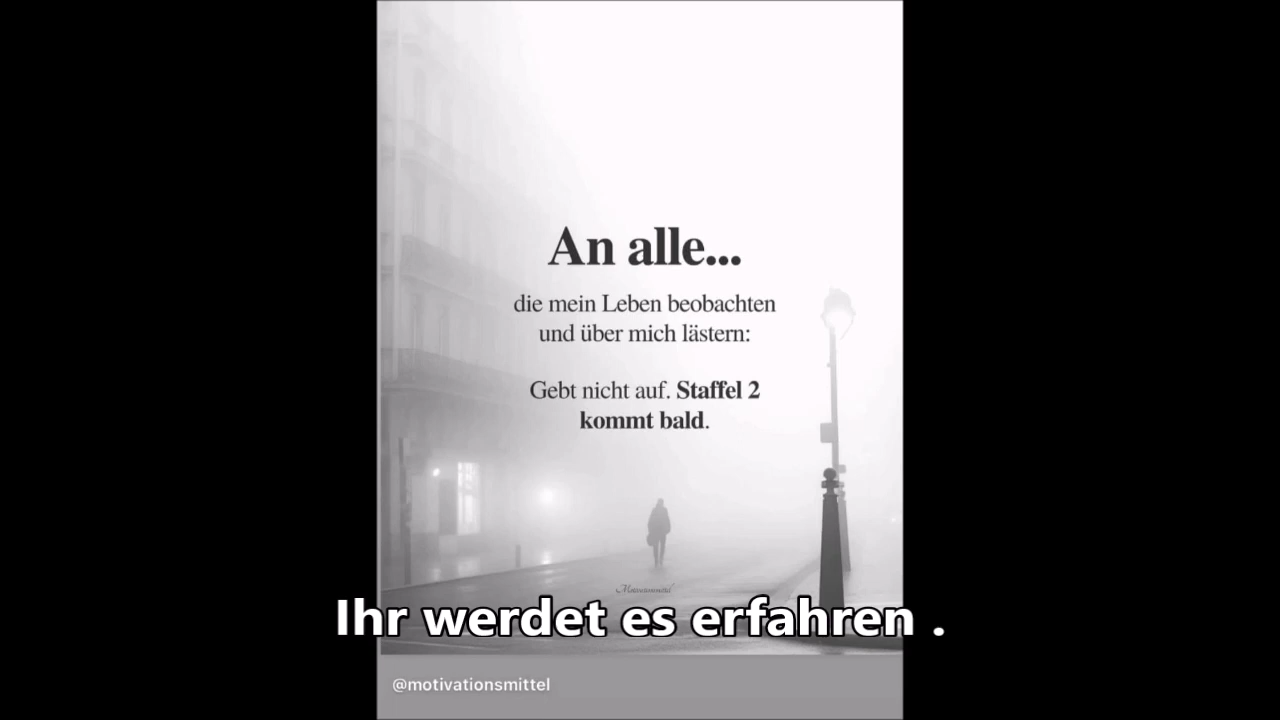 An alle...
die mein Leben beobachten
und über mich lästern:
Gebt nicht auf. Staffel 2
kommt bald.
Motivationsmittel
Ihr werdet es erfahren .
@motivationsmittel